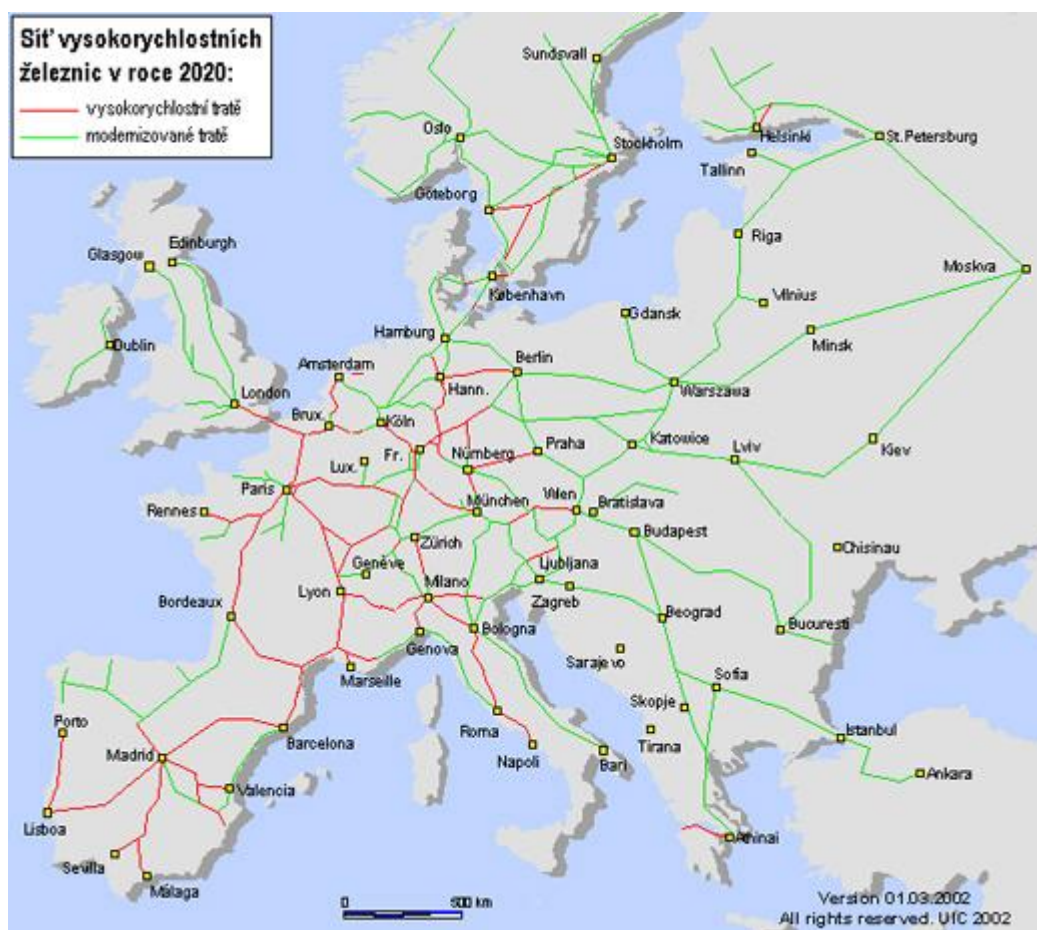 Síť vysokorychlostních
železnic v roce 2020:
vysokorychlostní tratě
modernizované tratě
Sundsvall
Oslo
Stockholm
Helsinki
St. Petersburg
Tallinn
Göteborg
Riga
Moskva
Edinburgh
Glasgow
København
Vilnius
Gdansk
Minsk
Dublin
Hamburg
Amsterdam
Berlin
Hann.
Warszawa
London
Brux.
Köln
Katowice
Lviv
Kiev
Praha
Nürnberg
Fr.
Lux.
Paris
Rennes
München
Wien
Bratislava
Budapest
Zürich
Chisinau
Genève
Ljubljana
Milano
Lyon
Zagreb
Beograd
Bordeaux
Bologna
Bucuresti
Genova
Sarajevo
Marseille
Sofia
Skopje
Porto
Roma
Istanbul
Barcelona
Tirana
Madrid
Napoli
Bari
Ankara
Valencia
Lisboa
Athinai
Sevilla
Málaga
0 500 km
Version 01.03.2002
All rights reserved. UIC 2002